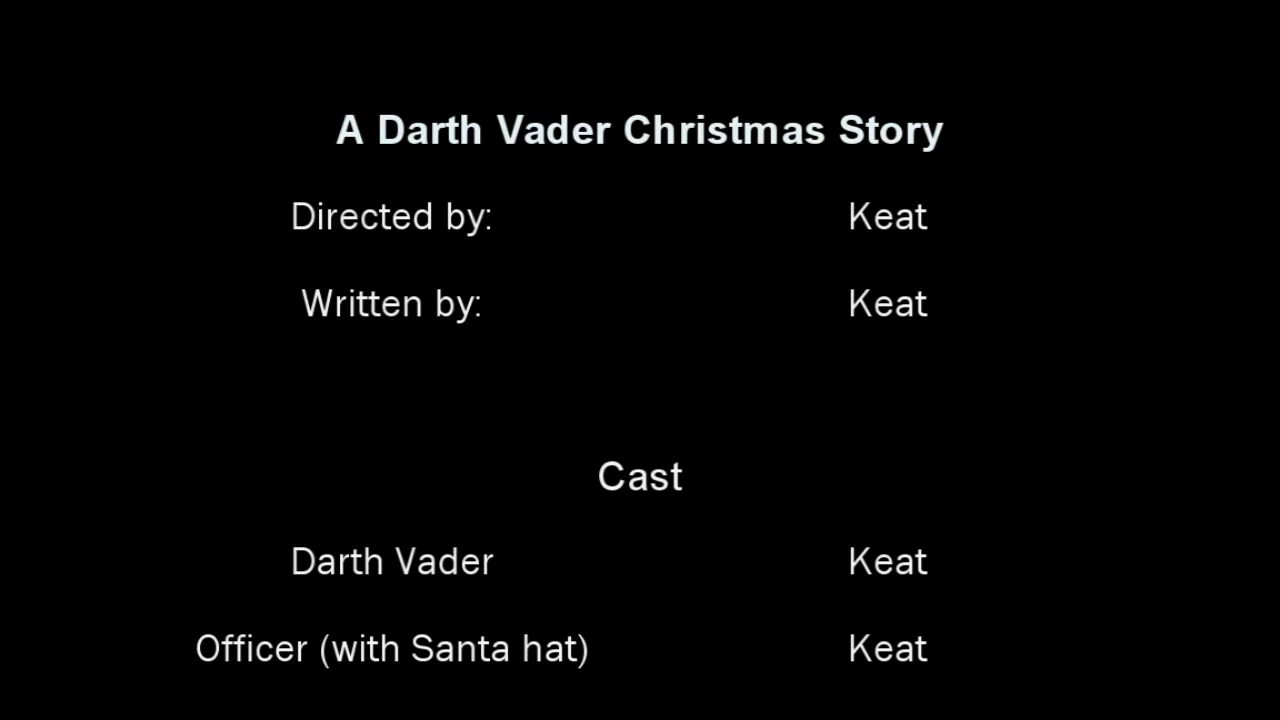 A Darth Vader Christmas Story
Directed by: Keat
Written by: Keat
Cast
Darth Vader Keat
Officer (with Santa hat) Keat